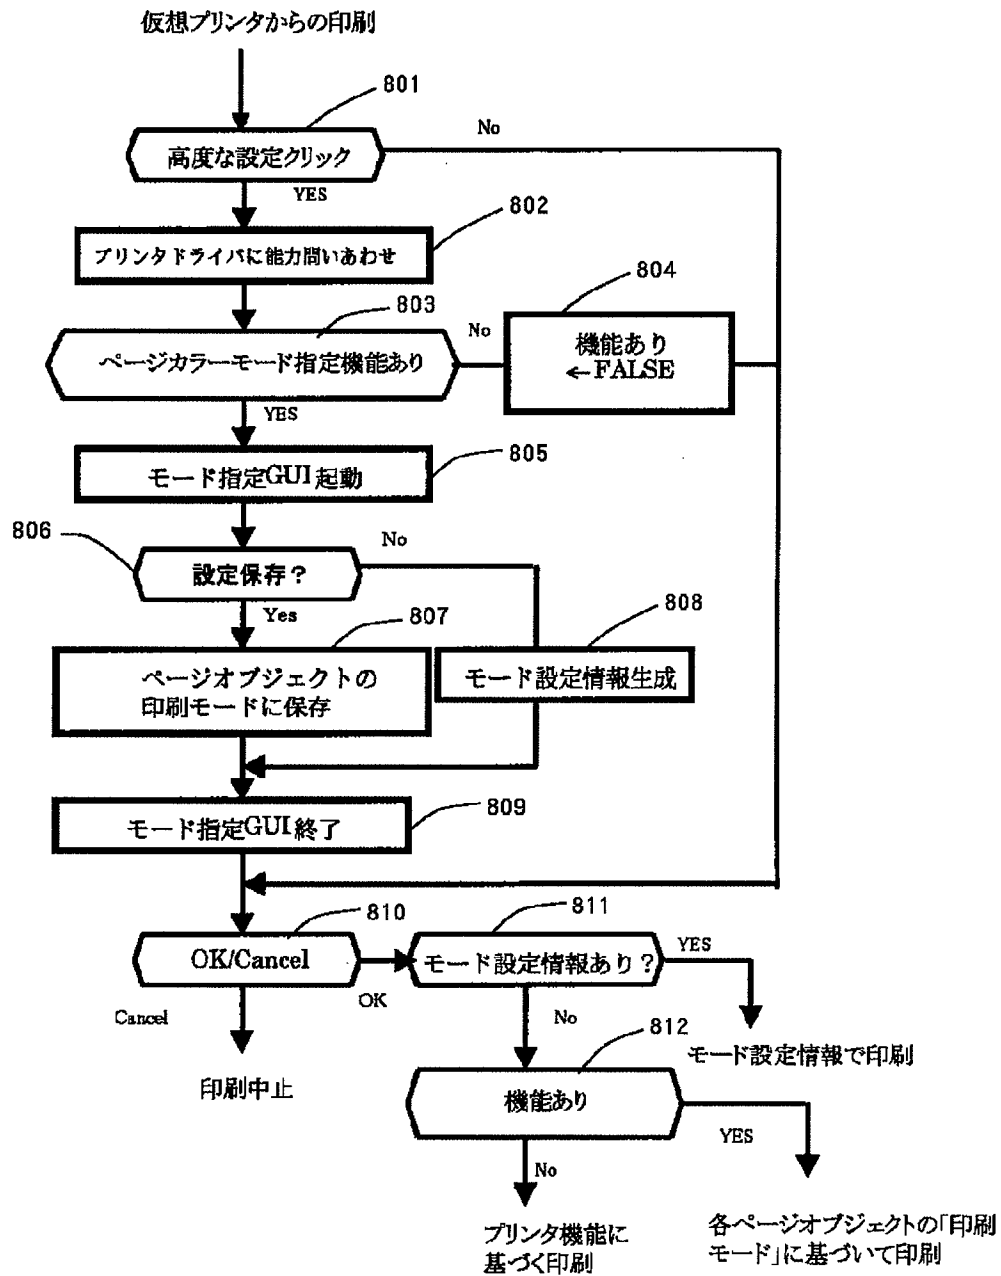 仮想プリンタからの印刷
801
No
高度な設定クリック
YES
802
プリンタドライバに能力問いあわせ
804
803
No
機能あり
←FALSE
ページカラーモード指定機能あり
YES
805
モード指定GUI起動
806
No
設定保存？
Yes
807
808
ページオブジェクトの
印刷モードに保存
モード設定情報生成
809
モード指定GUI終了
810
811
OK/Cancel
モード設定情報あり？
YES
OK
Cancel
No
812
モード設定情報で印刷
印刷中止
機能あり
YES
No
プリンタ機能に
基づく印刷
各ページオブジェクトの「印刷
モード」に基づいて印刷